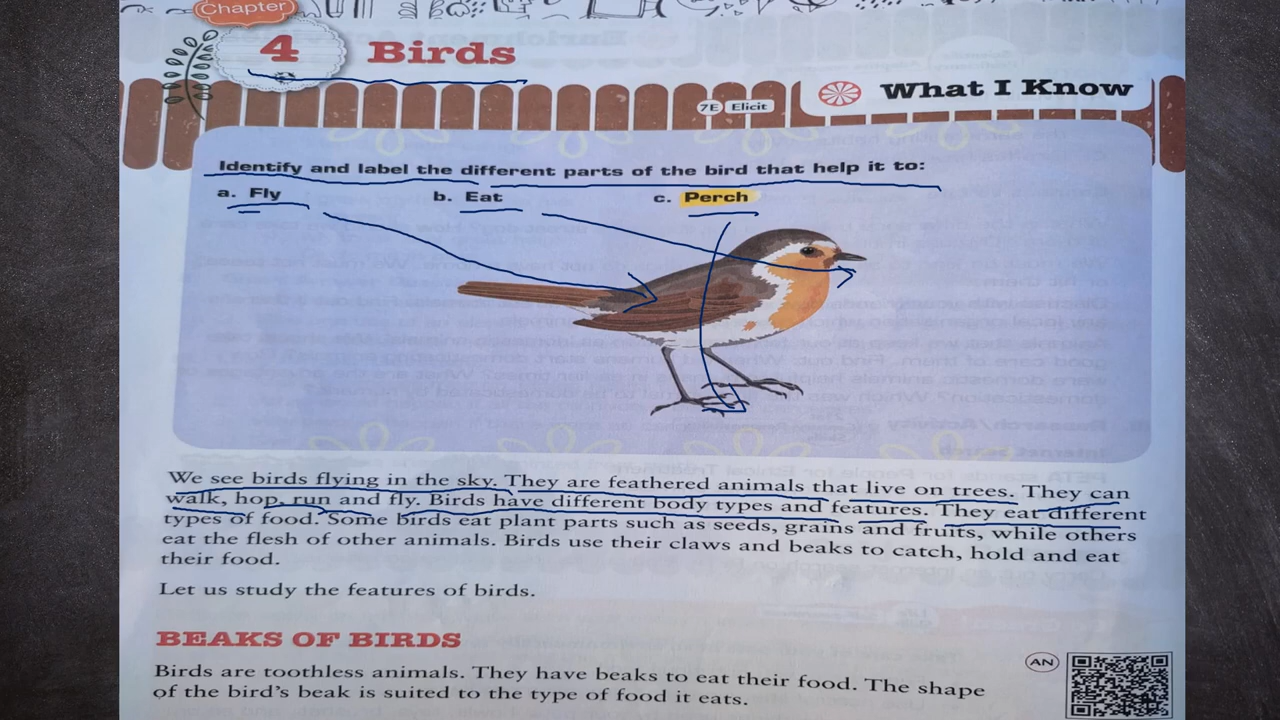 Chapter
4 Birds
What I Know
7E Elicit
Identify and label the different parts of the bird that help it to:
a. Fly b. Eat c. Perch
We see birds flying in the sky. They are feathered animals that live on trees. They can
walk, hop, run and fly. Birds have different body types and features. They eat different
types of food. Some birds eat plant parts such as seeds, grains and fruits, while others
eat the flesh of other animals. Birds use their claws and beaks to catch, hold and eat
their food.
Let us study the features of birds.
BEAKS OF BIRDS
AN
Birds are toothless animals. They have beaks to eat their food. The shape
of the bird's beak is suited to the type of food it eats.